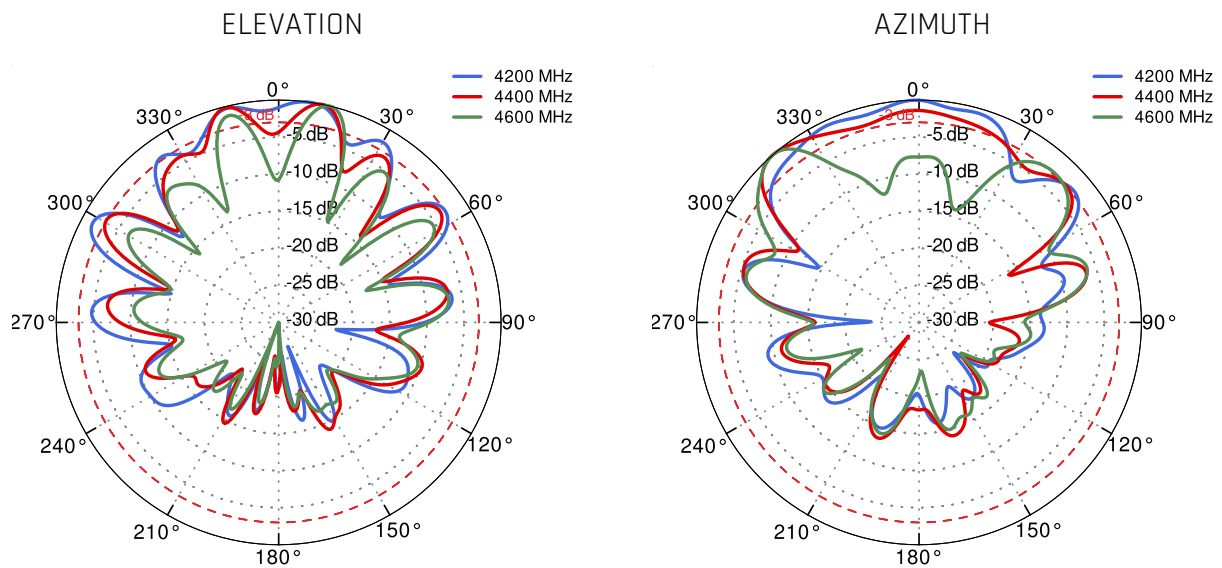 ELEVATION
4200 MHz
4400 MHz
4600 MHz
0°
30°
60°
90°
120°
150°
180°
210°
240°
270°
300°
330°
-3 dB
-5 dB
-10 dB
-15 dB
-20 dB
-25 dB
-30 dB
AZIMUTH
4200 MHz
4400 MHz
4600 MHz
0°
30°
60°
90°
120°
150°
180°
210°
240°
270°
300°
330°
-3 dB
-5 dB
-10 dB
-15 dB
-20 dB
-25 dB
-30 dB